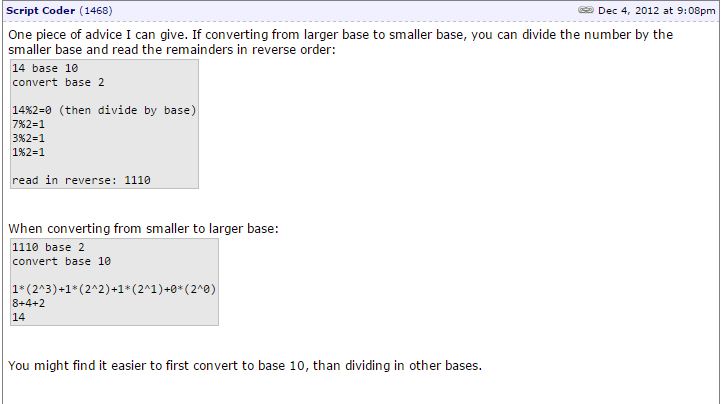 Script Coder (1468) Dec 4, 2012 at 9:08pm
One piece of advice I can give. If converting from larger base to smaller base, you can divide the number by the
smaller base and read the remainders in reverse order:
14 base 10
convert base 2
14%2=0 (then divide by base)
7%2=1
3%2=1
1%2=1
read in reverse: 1110
When converting from smaller to larger base:
1110 base 2
convert base 10
1*(2^3)+1*(2^2)+1*(2^1)+0*(2^0)
8+4+2
14
You might find it easier to first convert to base 10, than dividing in other bases.